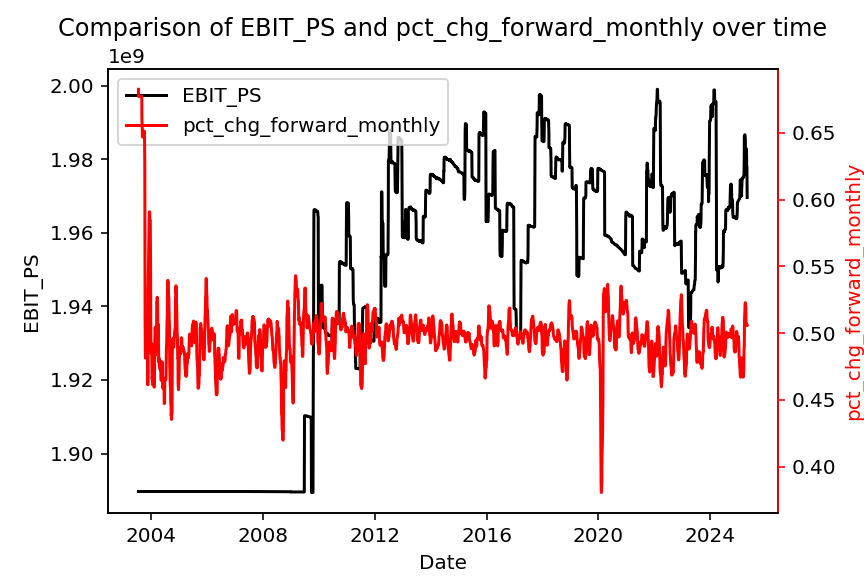 Comparison of EBIT_PS and pct_chg_forward_monthly over time
1e9
EBIT_PS
pct_chg_forward_monthly
2.00
1.98
1.96
1.94
1.92
1.90
EBIT_PS
0.65
0.60
0.55
0.50
0.45
0.40
pct_chg_forward_monthly
2004 2008 2012 2016 2020 2024
Date